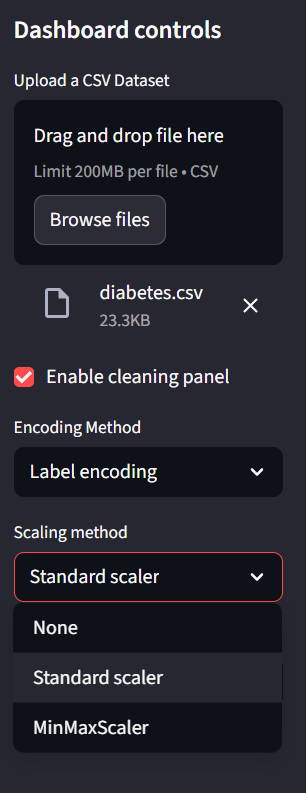 Dashboard controls
Upload a CSV Dataset
Drag and drop file here
Limit 200MB per file • CSV
Browse files
diabetes.csv
23.3KB
Enable cleaning panel
Encoding Method
Label encoding
Scaling method
Standard scaler
None
Standard scaler
MinMaxScaler